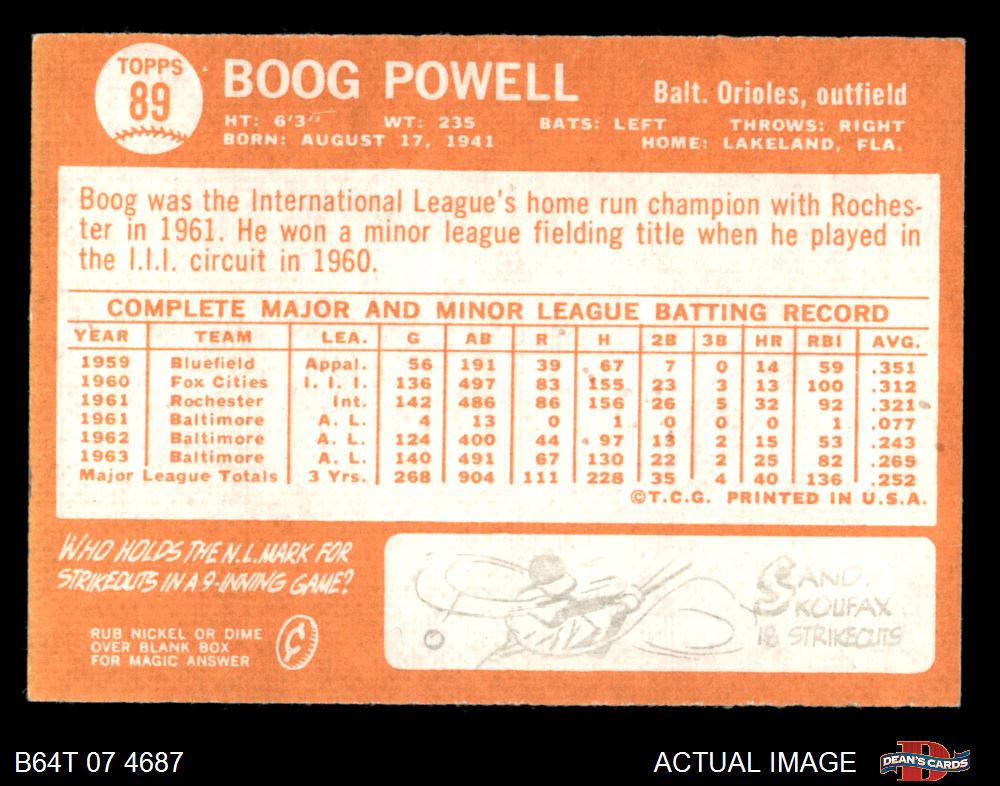 TOPPS
89
BOOG POWELL
Balt. Orioles, outfield
HT: 6'3" WT: 235 BATS: LEFT THROWS: RIGHT
BORN: AUGUST 17, 1941 HOME: LAKELAND, FLA.
Boog was the International League's home run champion with Roches-
ter in 1961. He won a minor league fielding title when he played in
the I.I.I. circuit in 1960.
COMPLETE MAJOR AND MINOR LEAGUE BATTING RECORD
YEAR TEAM LEA. G AB R H 2B 3B HR RBI AVG.
1959 Bluefield Appal. 56 191 39 67 7 0 14 59 .351
1960 Fox Cities I. I. I. 136 497 83 155 23 3 13 100 .312
1961 Rochester Int. 142 486 86 156 26 5 32 92 .321
1961 Baltimore A. L. 4 13 0 1 0 0 0 1 .077
1962 Baltimore A. L. 124 400 44 97 13 2 15 53 .243
1963 Baltimore A. L. 140 491 67 130 22 2 25 82 .265
Major League Totals 3 Yrs. 268 904 111 228 35 4 40 136 .252
©T.C.G. PRINTED IN U.S.A.
WHO HOLDS THE N.L. MARK FOR
STRIKEOUTS IN A 9-INNING GAME?
RUB NICKEL OR DIME
OVER BLANK BOX
FOR MAGIC ANSWER
SAND.
KOUFAX
18 STRIKEOUTS
B64T 07 4687
ACTUAL IMAGE
D
DEAN'S CARDS